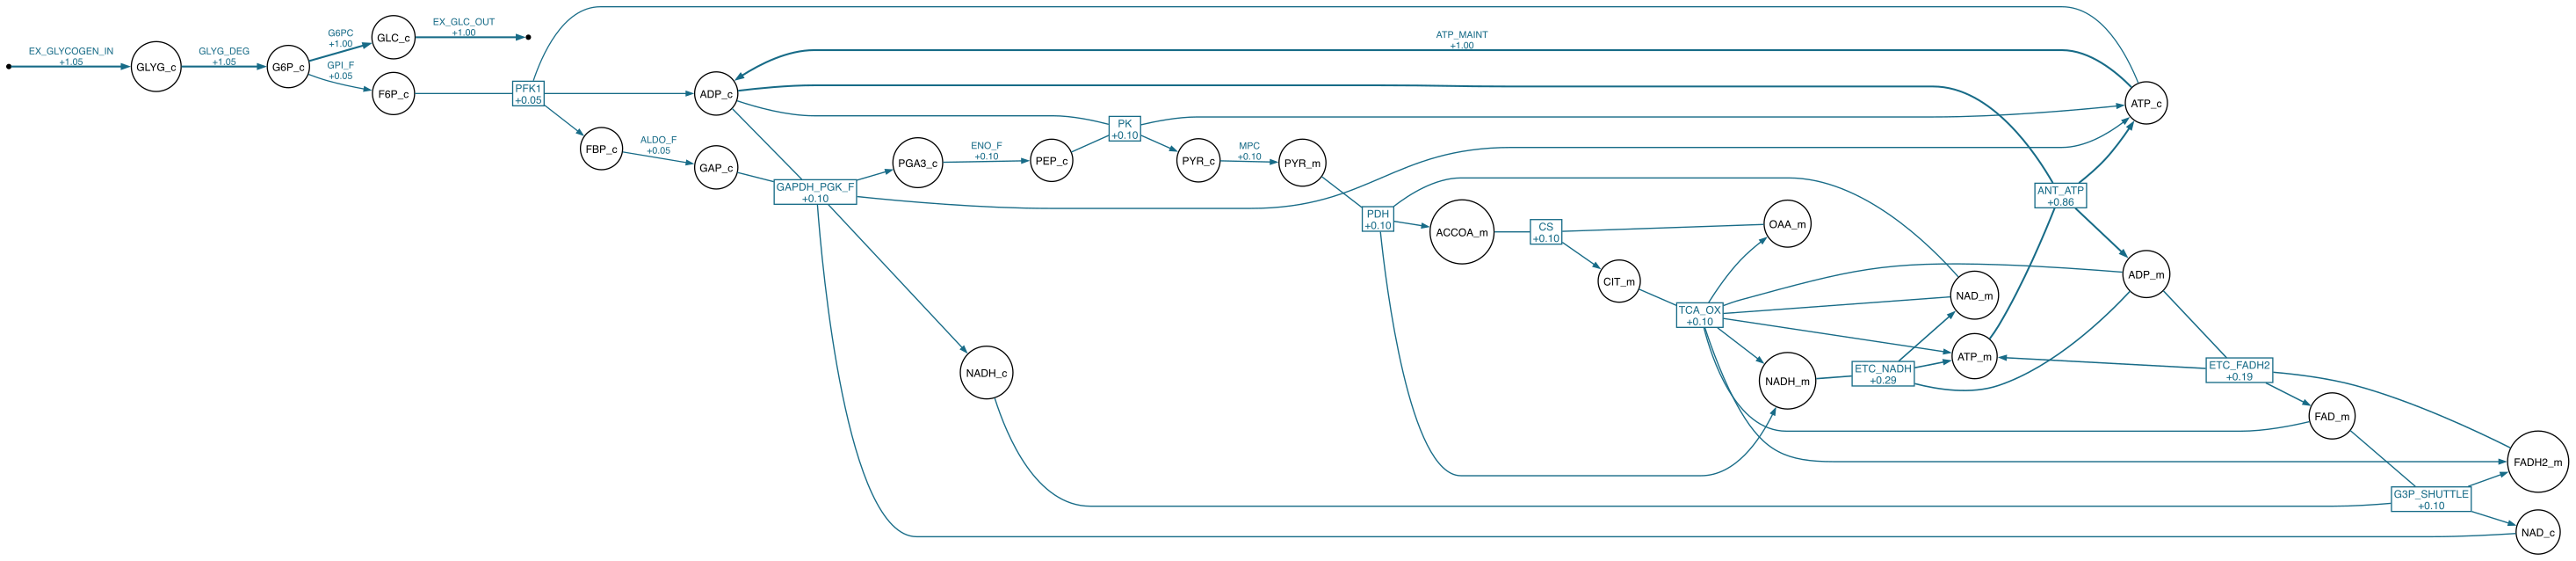 EX_GLYCOGEN_IN
+1.05
GLYG_c
GLYG_DEG
+1.05
G6P_c
G6PC
+1.00
GLC_c
EX_GLC_OUT
+1.00
GPI_F
+0.05
F6P_c
PFK1
+0.05
FBP_c
ALDO_F
+0.05
ADP_c
GAP_c
GAPDH_PGK_F
+0.10
PGA3_c
ENO_F
+0.10
PEP_c
NADH_c
PK
+0.10
PYR_c
MPC
+0.10
PYR_m
PDH
+0.10
ATP_MAINT
+1.00
ACCOA_m
CS
+0.10
CIT_m
TCA_OX
+0.10
OAA_m
NADH_m
ETC_NADH
+0.29
NAD_m
ATP_m
ANT_ATP
+0.86
ATP_c
ADP_m
ETC_FADH2
+0.19
FAD_m
G3P_SHUTTLE
+0.10
FADH2_m
NAD_c